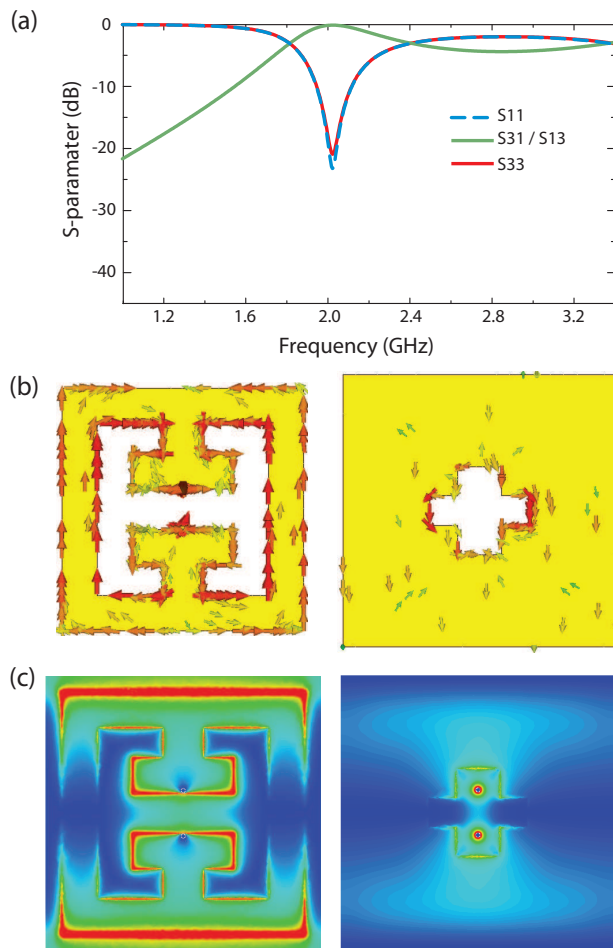 (a)
0
-10
-20
-30
-40
S-paramater (dB)
S11
S31 / S13
S33
1.2
1.6
2.0
2.4
2.8
3.2
Frequency (GHz)
(b)
(c)